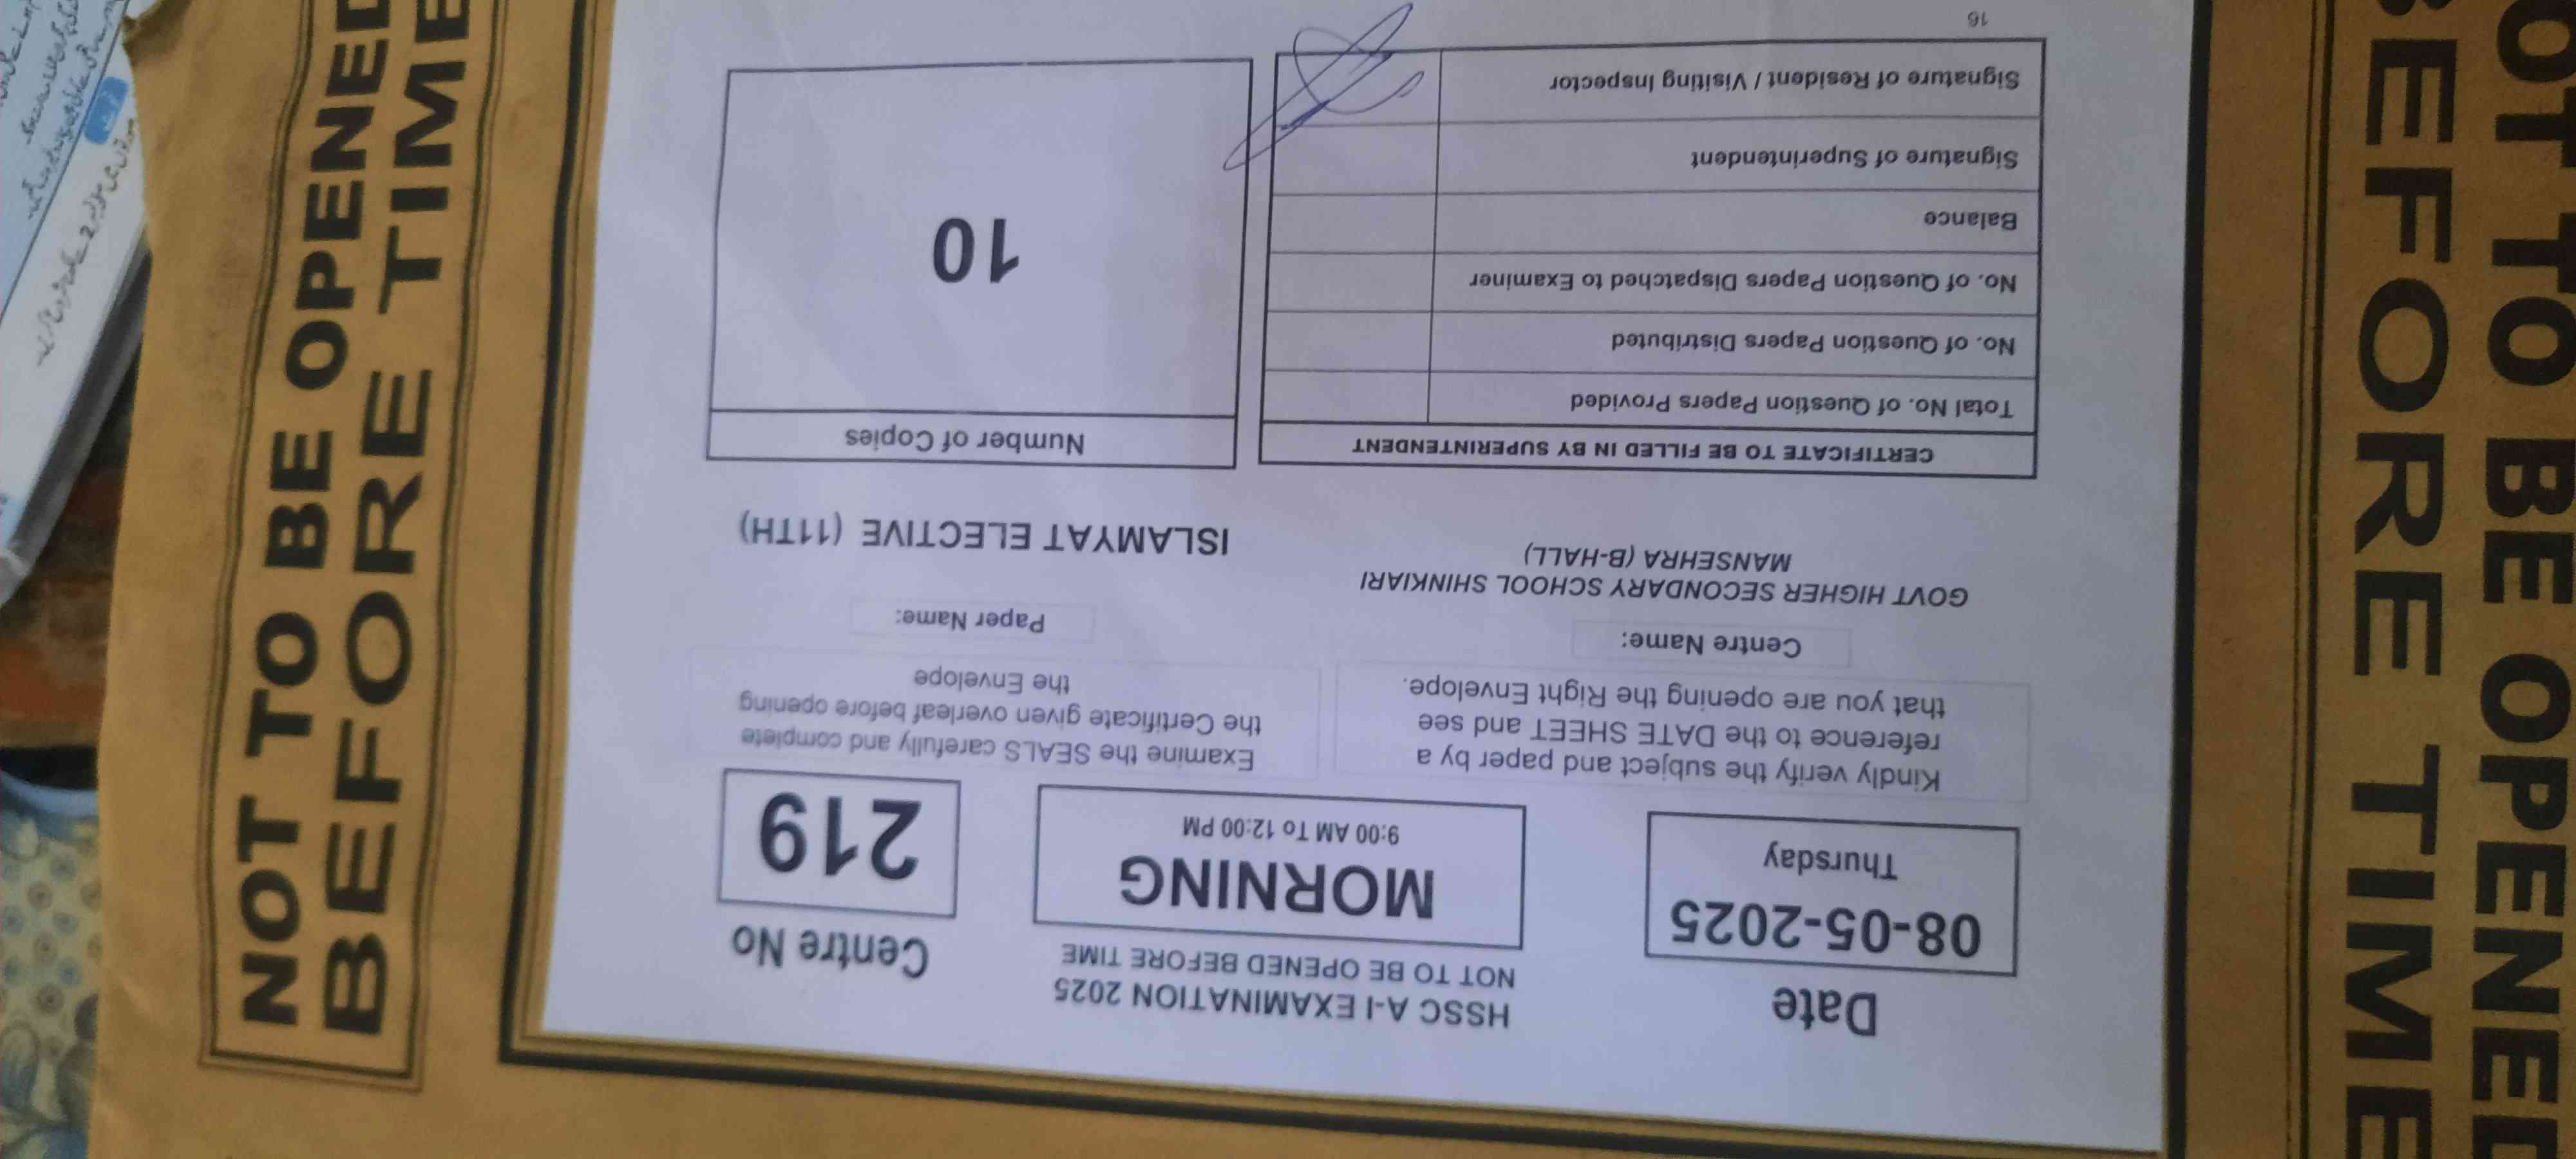 Date
08-05-2025
Thursday
HSSC A-I EXAMINATION 2025
NOT TO BE OPENED BEFORE TIME
MORNING
9:00 AM To 12:00 PM
Centre No
219
Kindly verify the subject and paper by a
reference to the DATE SHEET and see
that you are opening the Right Envelope.
Examine the SEALS carefully and complete
the Certificate given overleaf before opening
the Envelope
Centre Name:
GOVT HIGHER SECONDARY SCHOOL SHINKIARI
MANSEHRA (B-HALL)
Paper Name:
ISLAMYAT ELECTIVE (11TH)
CERTIFICATE TO BE FILLED IN BY SUPERINTENDENT
Total No. of Question Papers Provided
No. of Question Papers Distributed
No. of Question Papers Dispatched to Examiner
Balance
Signature of Superintendent
Signature of Resident / Visiting Inspector
Number of Copies
10
16
NOT TO BE OPENED
BEFORE TIME
OT TO BE OPENED
BEFORE TIME